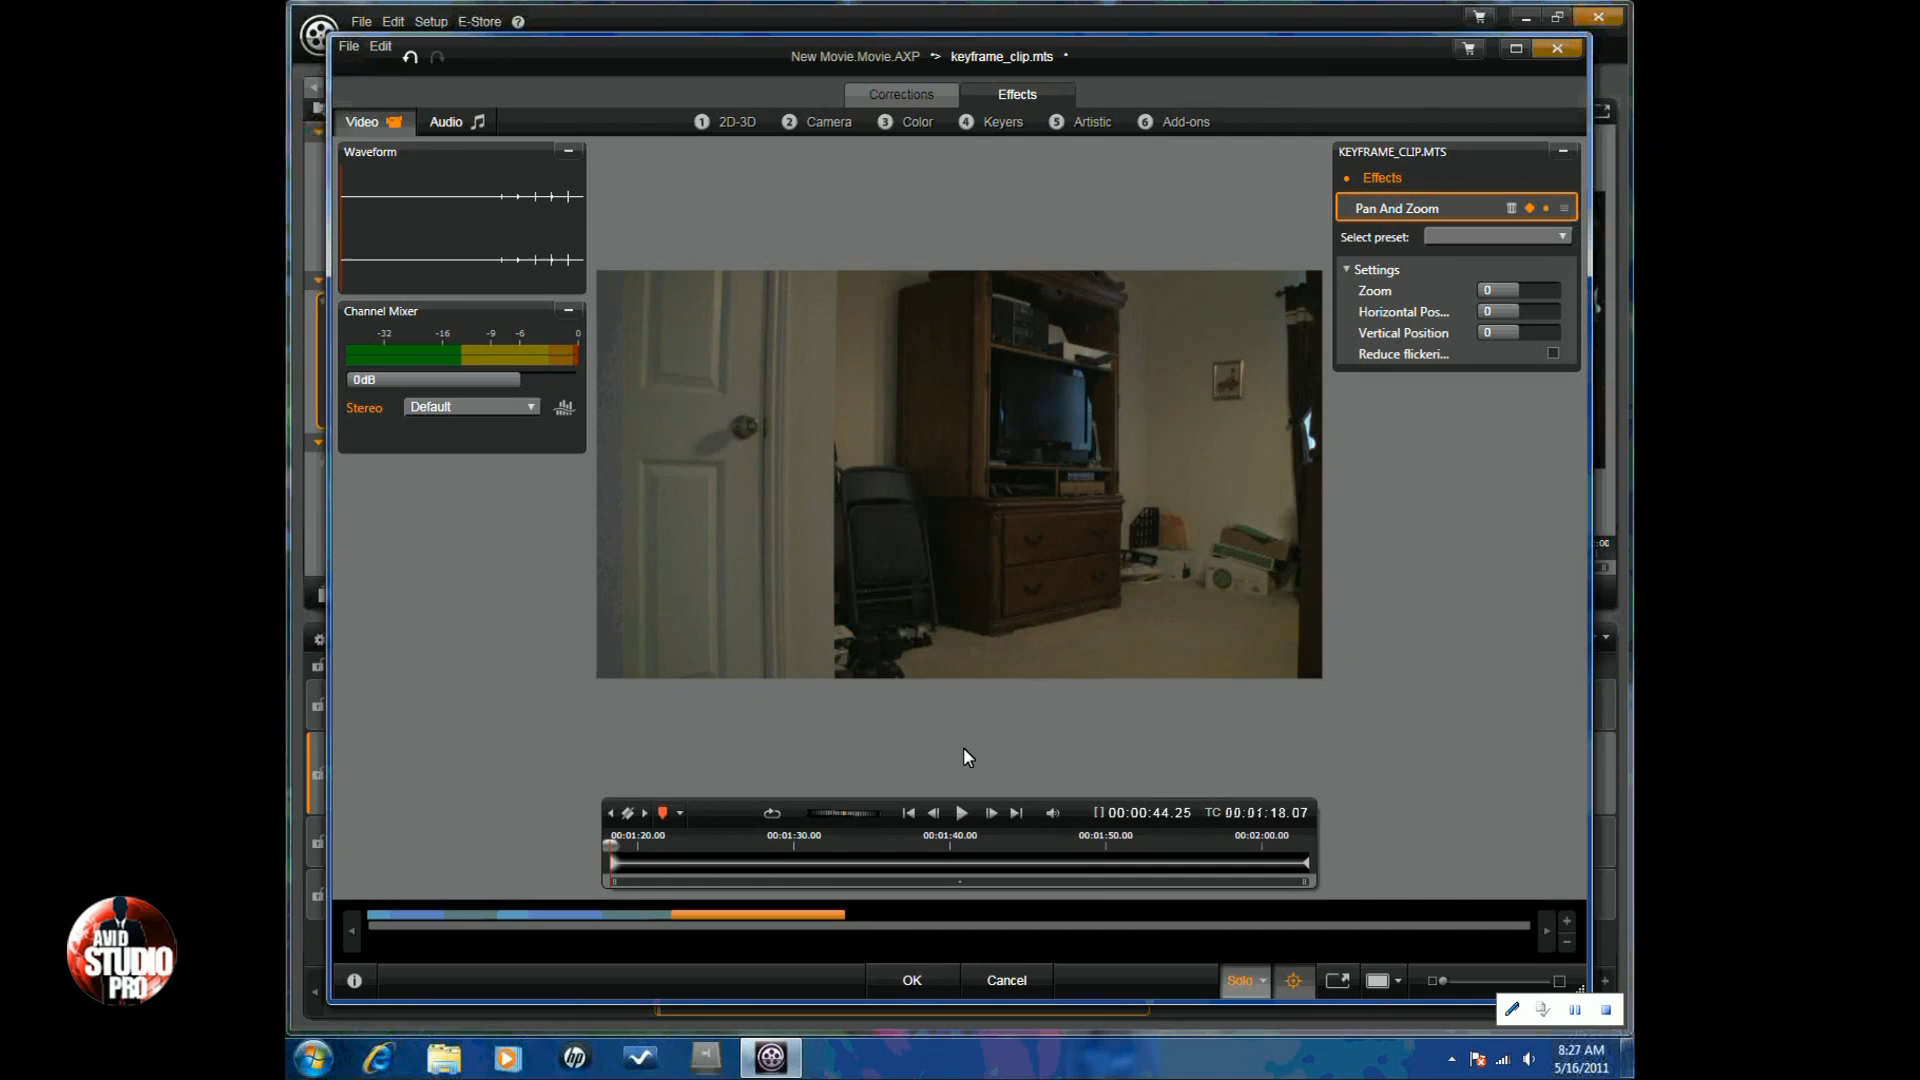 File Edit Setup E-Store ?
File Edit
New Movie.Movie.AXP -> keyframe_clip.mts *
Corrections Effects
Video Audio
1 2D-3D 2 Camera 3 Color 4 Keyers 5 Artistic 6 Add-ons
Waveform
KEYFRAME_CLIP.MTS
Effects
Pan And Zoom
Select preset:
Settings
Zoom 0
Horizontal Pos... 0
Vertical Position 0
Reduce flickeri...
Channel Mixer
-32 -16 -9 -6 0
0dB
Stereo Default
:00
[] 00:00:44.25 TC 00:01:18.07
00:01:20.00 00:01:30.00 00:01:40.00 00:01:50.00 00:02:00.00
OK Cancel
Solo
AVID
STUDIO
PRO
hp
8:27 AM
5/16/2011